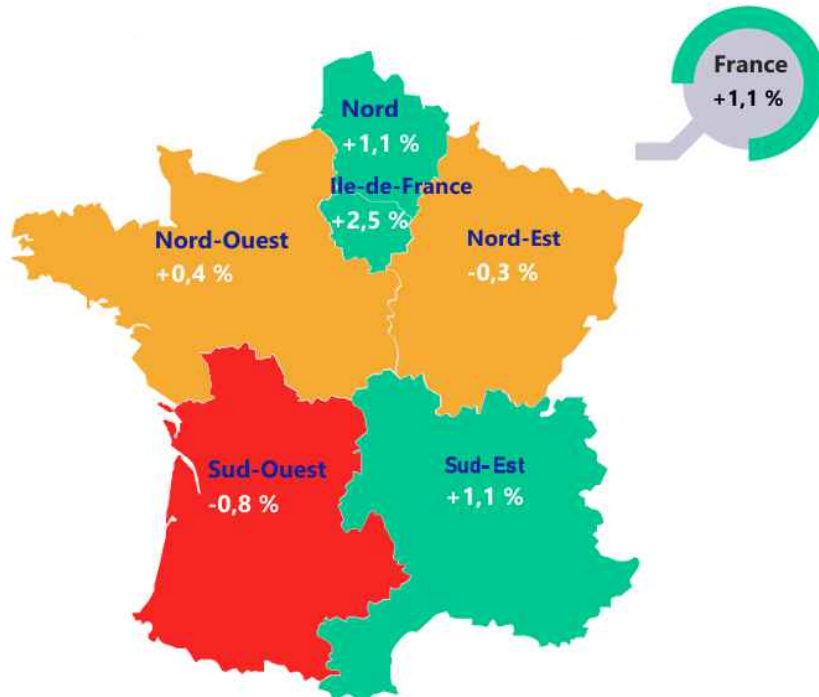 France
+1,1 %
Nord
+1,1 %
Ile-de-France
+2,5 %
Nord-Ouest
+0,4 %
Nord-Est
-0,3 %
Sud-Ouest
-0,8 %
Sud-Est
+1,1 %